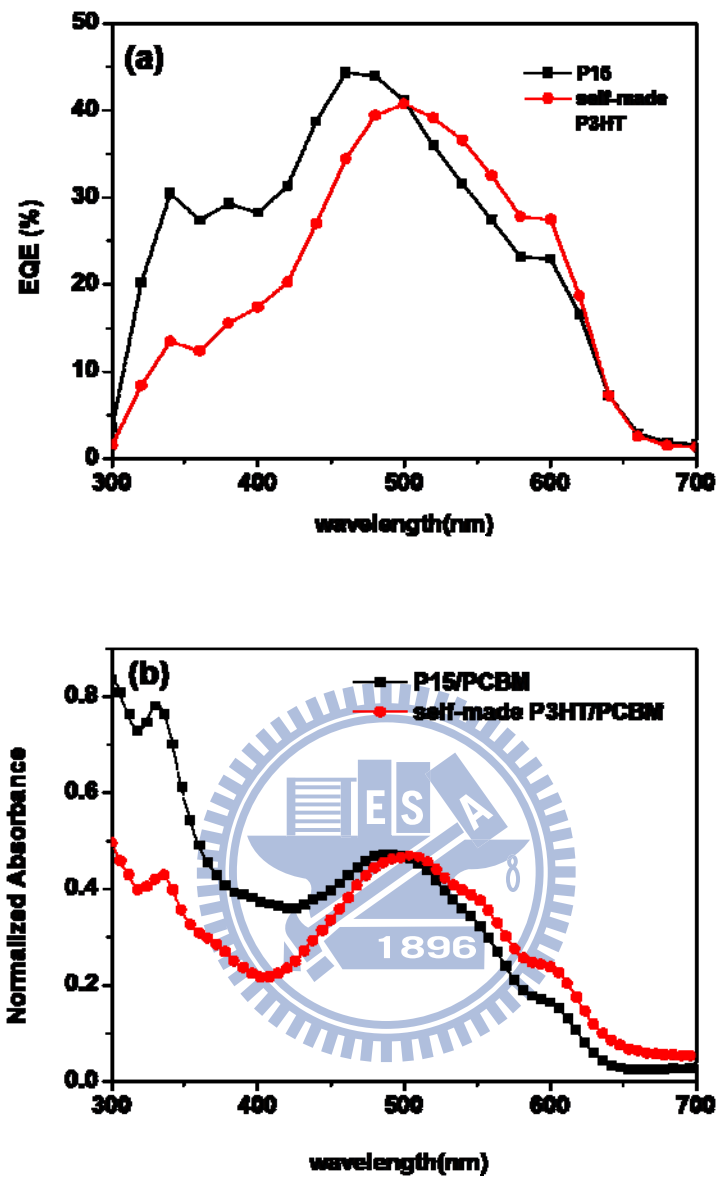 (a)
P15
self-made
P3HT
50
40
30
20
10
0
EQE (%)
300 400 500 600 700
wavelength(nm)
(b)
P15/PCBM
self-made P3HT/PCBM
0.8
0.6
0.4
0.2
0.0
Normalized Absorbance
E S A
1896
300 400 500 600 700
wavelength(nm)